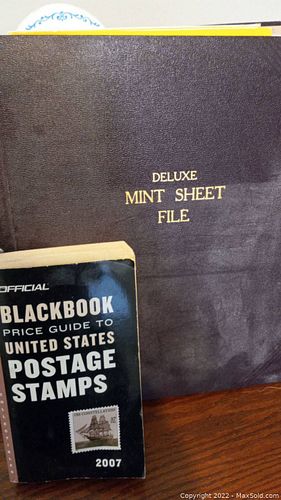 DELUXE
MINT SHEET
FILE
OFFICIAL
BLACKBOOK
PRICE GUIDE TO
UNITED STATES
POSTAGE
STAMPS
2007
Copyright © 2022 - MaxSold.com